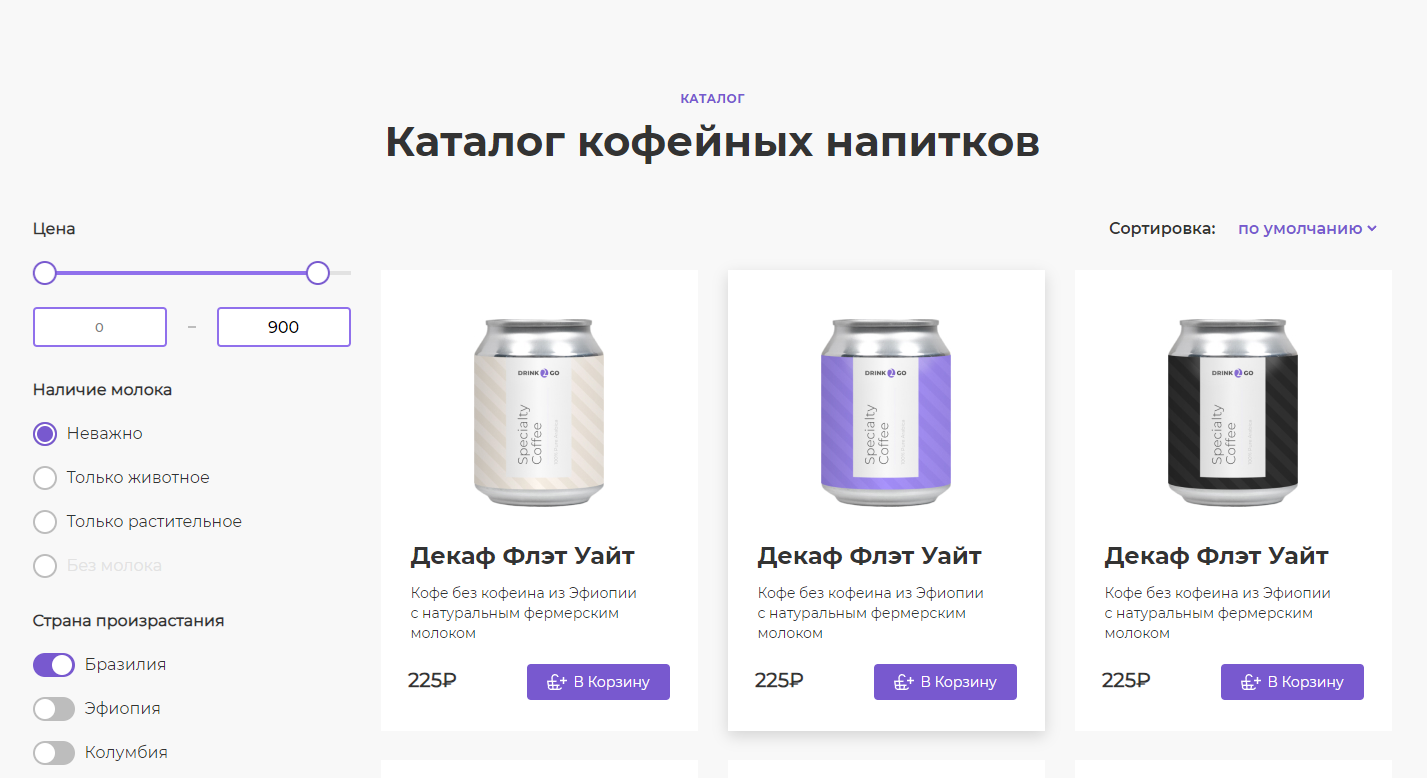 КАТАЛОГ
Каталог кофейных напитков
Цена
0
–
900
Наличие молока
Неважно
Только животное
Только растительное
Без молока
Страна произрастания
Бразилия
Эфиопия
Колумбия
Сортировка:
по умолчанию
DRINK 2 GO
Specialty
Coffee
Декаф Флэт Уайт
Кофе без кофеина из Эфиопии
с натуральным фермерским
молоком
225₽
В Корзину
DRINK 2 GO
Specialty
Coffee
Декаф Флэт Уайт
Кофе без кофеина из Эфиопии
с натуральным фермерским
молоком
225₽
В Корзину
DRINK 2 GO
Specialty
Coffee
Декаф Флэт Уайт
Кофе без кофеина из Эфиопии
с натуральным фермерским
молоком
225₽
В Корзину